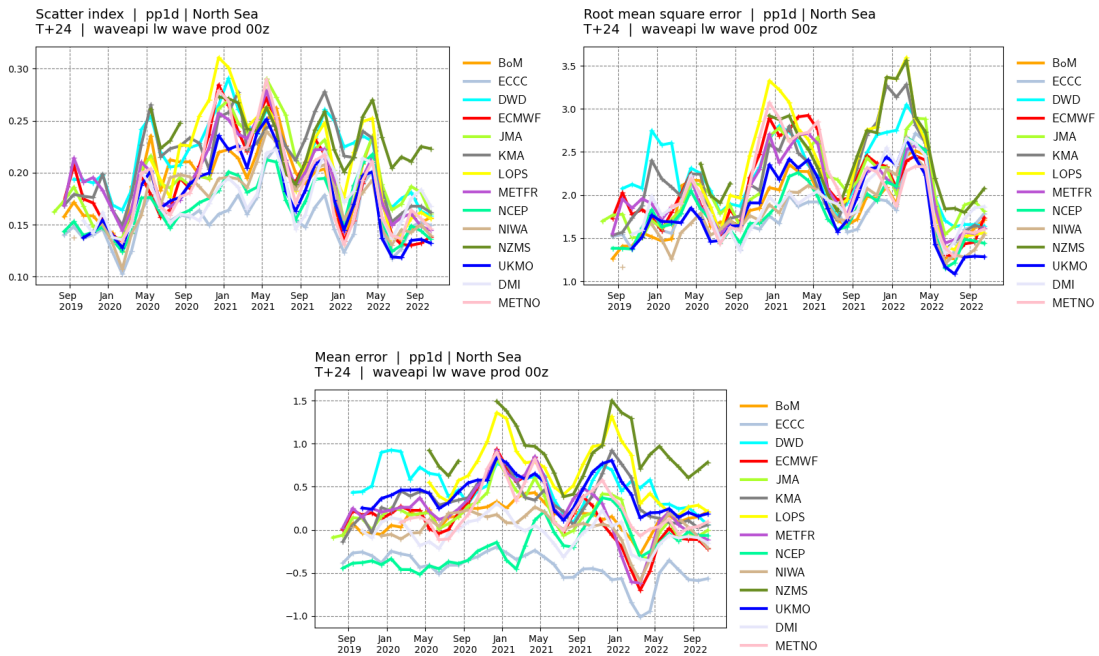 Scatter index | pp1d | North Sea
T+24 | waveapi lw wave prod 00z
0.30
0.25
0.20
0.15
0.10
Sep 2019
Jan 2020
May 2020
Sep 2020
Jan 2021
May 2021
Sep 2021
Jan 2022
May 2022
Sep 2022
BoM
ECCC
DWD
ECMWF
JMA
KMA
LOPS
METFR
NCEP
NIWA
NZMS
UKMO
DMI
METNO
Root mean square error | pp1d | North Sea
T+24 | waveapi lw wave prod 00z
3.5
3.0
2.5
2.0
1.5
1.0
Sep 2019
Jan 2020
May 2020
Sep 2020
Jan 2021
May 2021
Sep 2021
Jan 2022
May 2022
Sep 2022
BoM
ECCC
DWD
ECMWF
JMA
KMA
LOPS
METFR
NCEP
NIWA
NZMS
UKMO
DMI
METNO
Mean error | pp1d | North Sea
T+24 | waveapi lw wave prod 00z
1.5
1.0
0.5
0.0
−0.5
−1.0
Sep 2019
Jan 2020
May 2020
Sep 2020
Jan 2021
May 2021
Sep 2021
Jan 2022
May 2022
Sep 2022
BoM
ECCC
DWD
ECMWF
JMA
KMA
LOPS
METFR
NCEP
NIWA
NZMS
UKMO
DMI
METNO